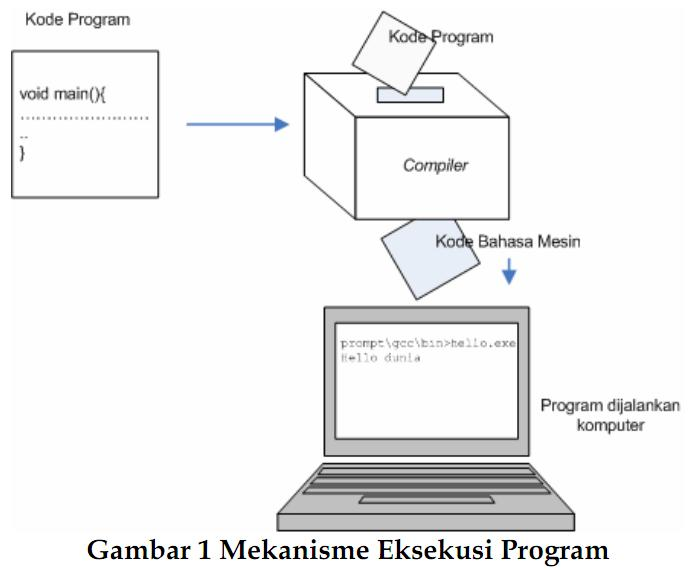 Kode Program
void main(){
..........................
..
}
Kode Program
Compiler
Kode Bahasa Mesin
prompt\gcc\bin>hello.exe
Hello dunia
Program dijalankan
komputer
Gambar 1 Mekanisme Eksekusi Program